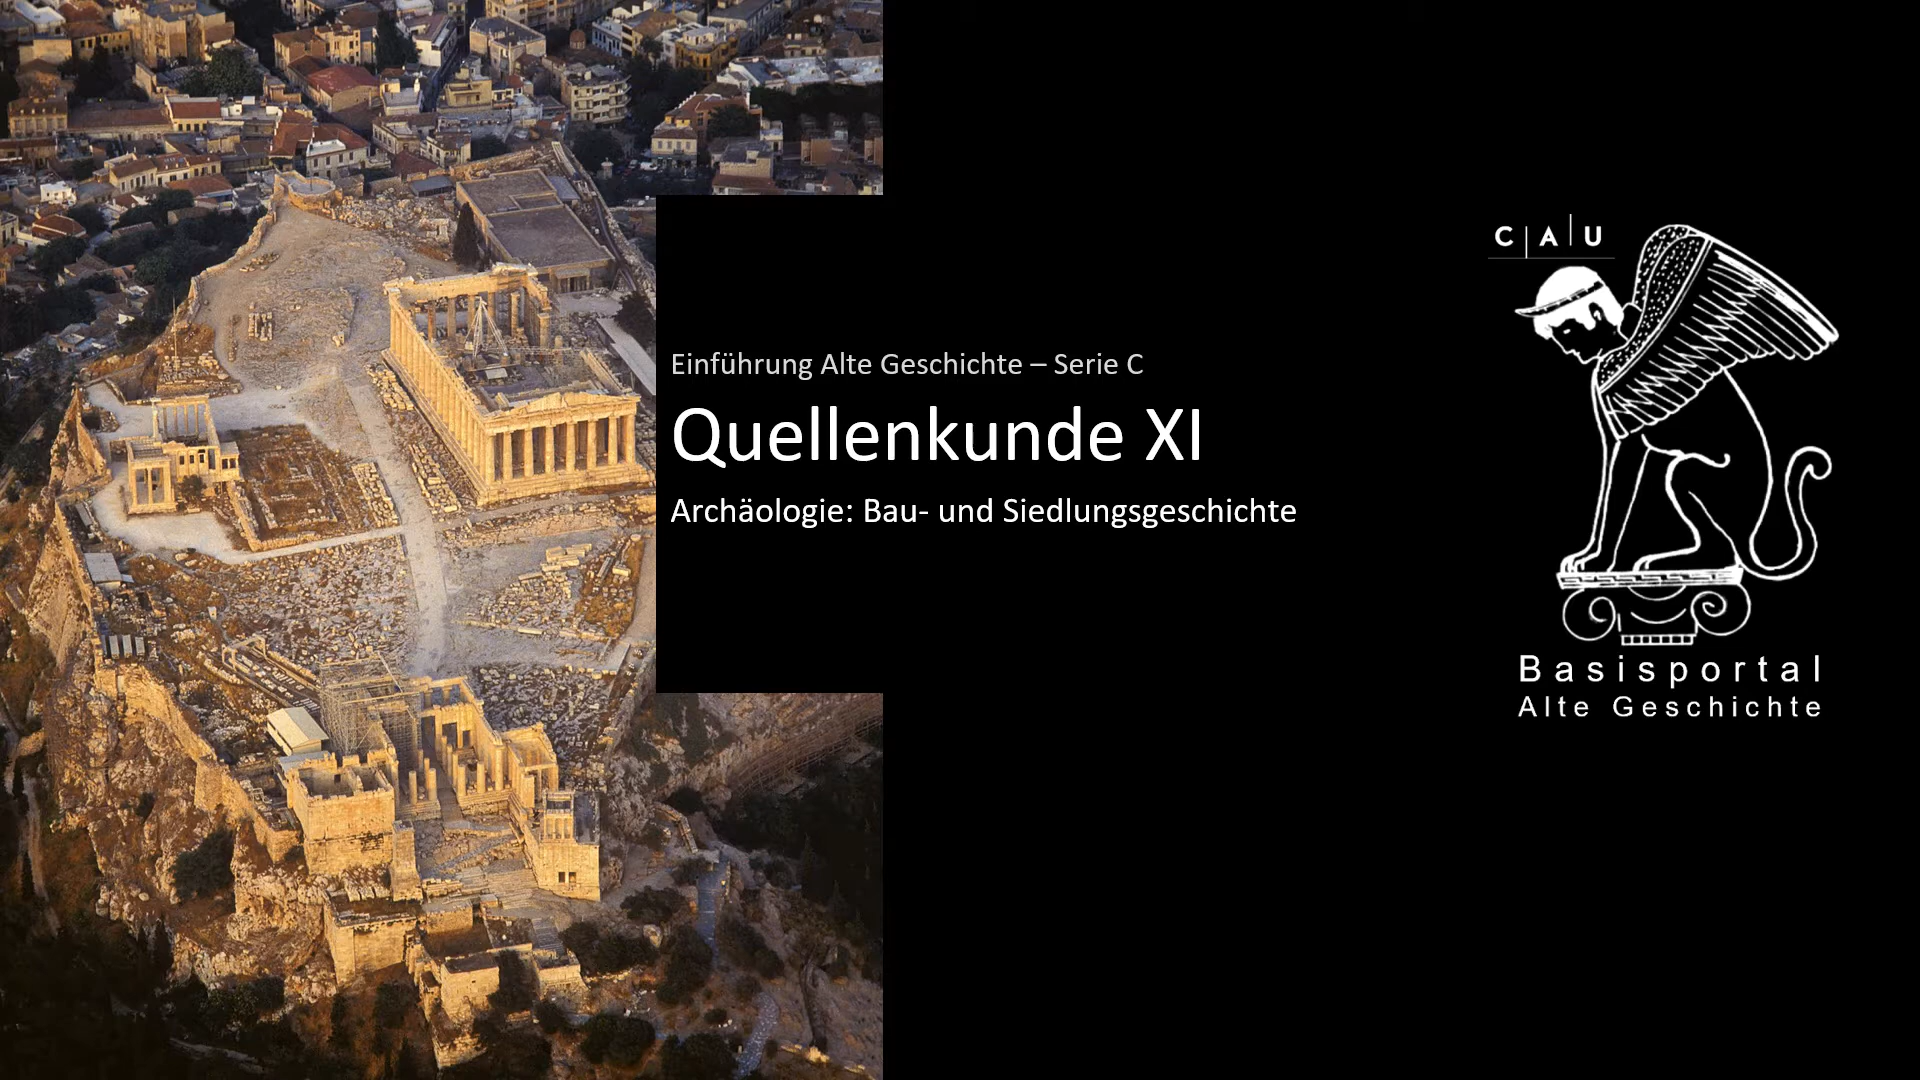 Einführung Alte Geschichte – Serie C
Quellenkunde XI
Archäologie: Bau- und Siedlungsgeschichte
C A U
Basisportal
Alte Geschichte